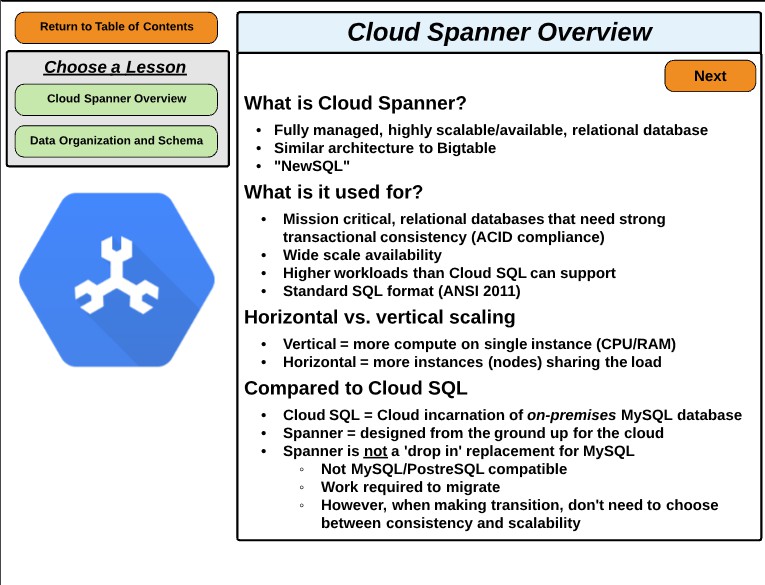 Return to Table of Contents
Choose a Lesson
Cloud Spanner Overview
Data Organization and Schema
Cloud Spanner Overview
Next
What is Cloud Spanner?
• Fully managed, highly scalable/available, relational database
• Similar architecture to Bigtable
• "NewSQL"
What is it used for?
• Mission critical, relational databases that need strong
transactional consistency (ACID compliance)
• Wide scale availability
• Higher workloads than Cloud SQL can support
• Standard SQL format (ANSI 2011)
Horizontal vs. vertical scaling
• Vertical = more compute on single instance (CPU/RAM)
• Horizontal = more instances (nodes) sharing the load
Compared to Cloud SQL
• Cloud SQL = Cloud incarnation of on-premises MySQL database
• Spanner = designed from the ground up for the cloud
• Spanner is not a 'drop in' replacement for MySQL
◦ Not MySQL/PostreSQL compatible
◦ Work required to migrate
◦ However, when making transition, don't need to choose
between consistency and scalability